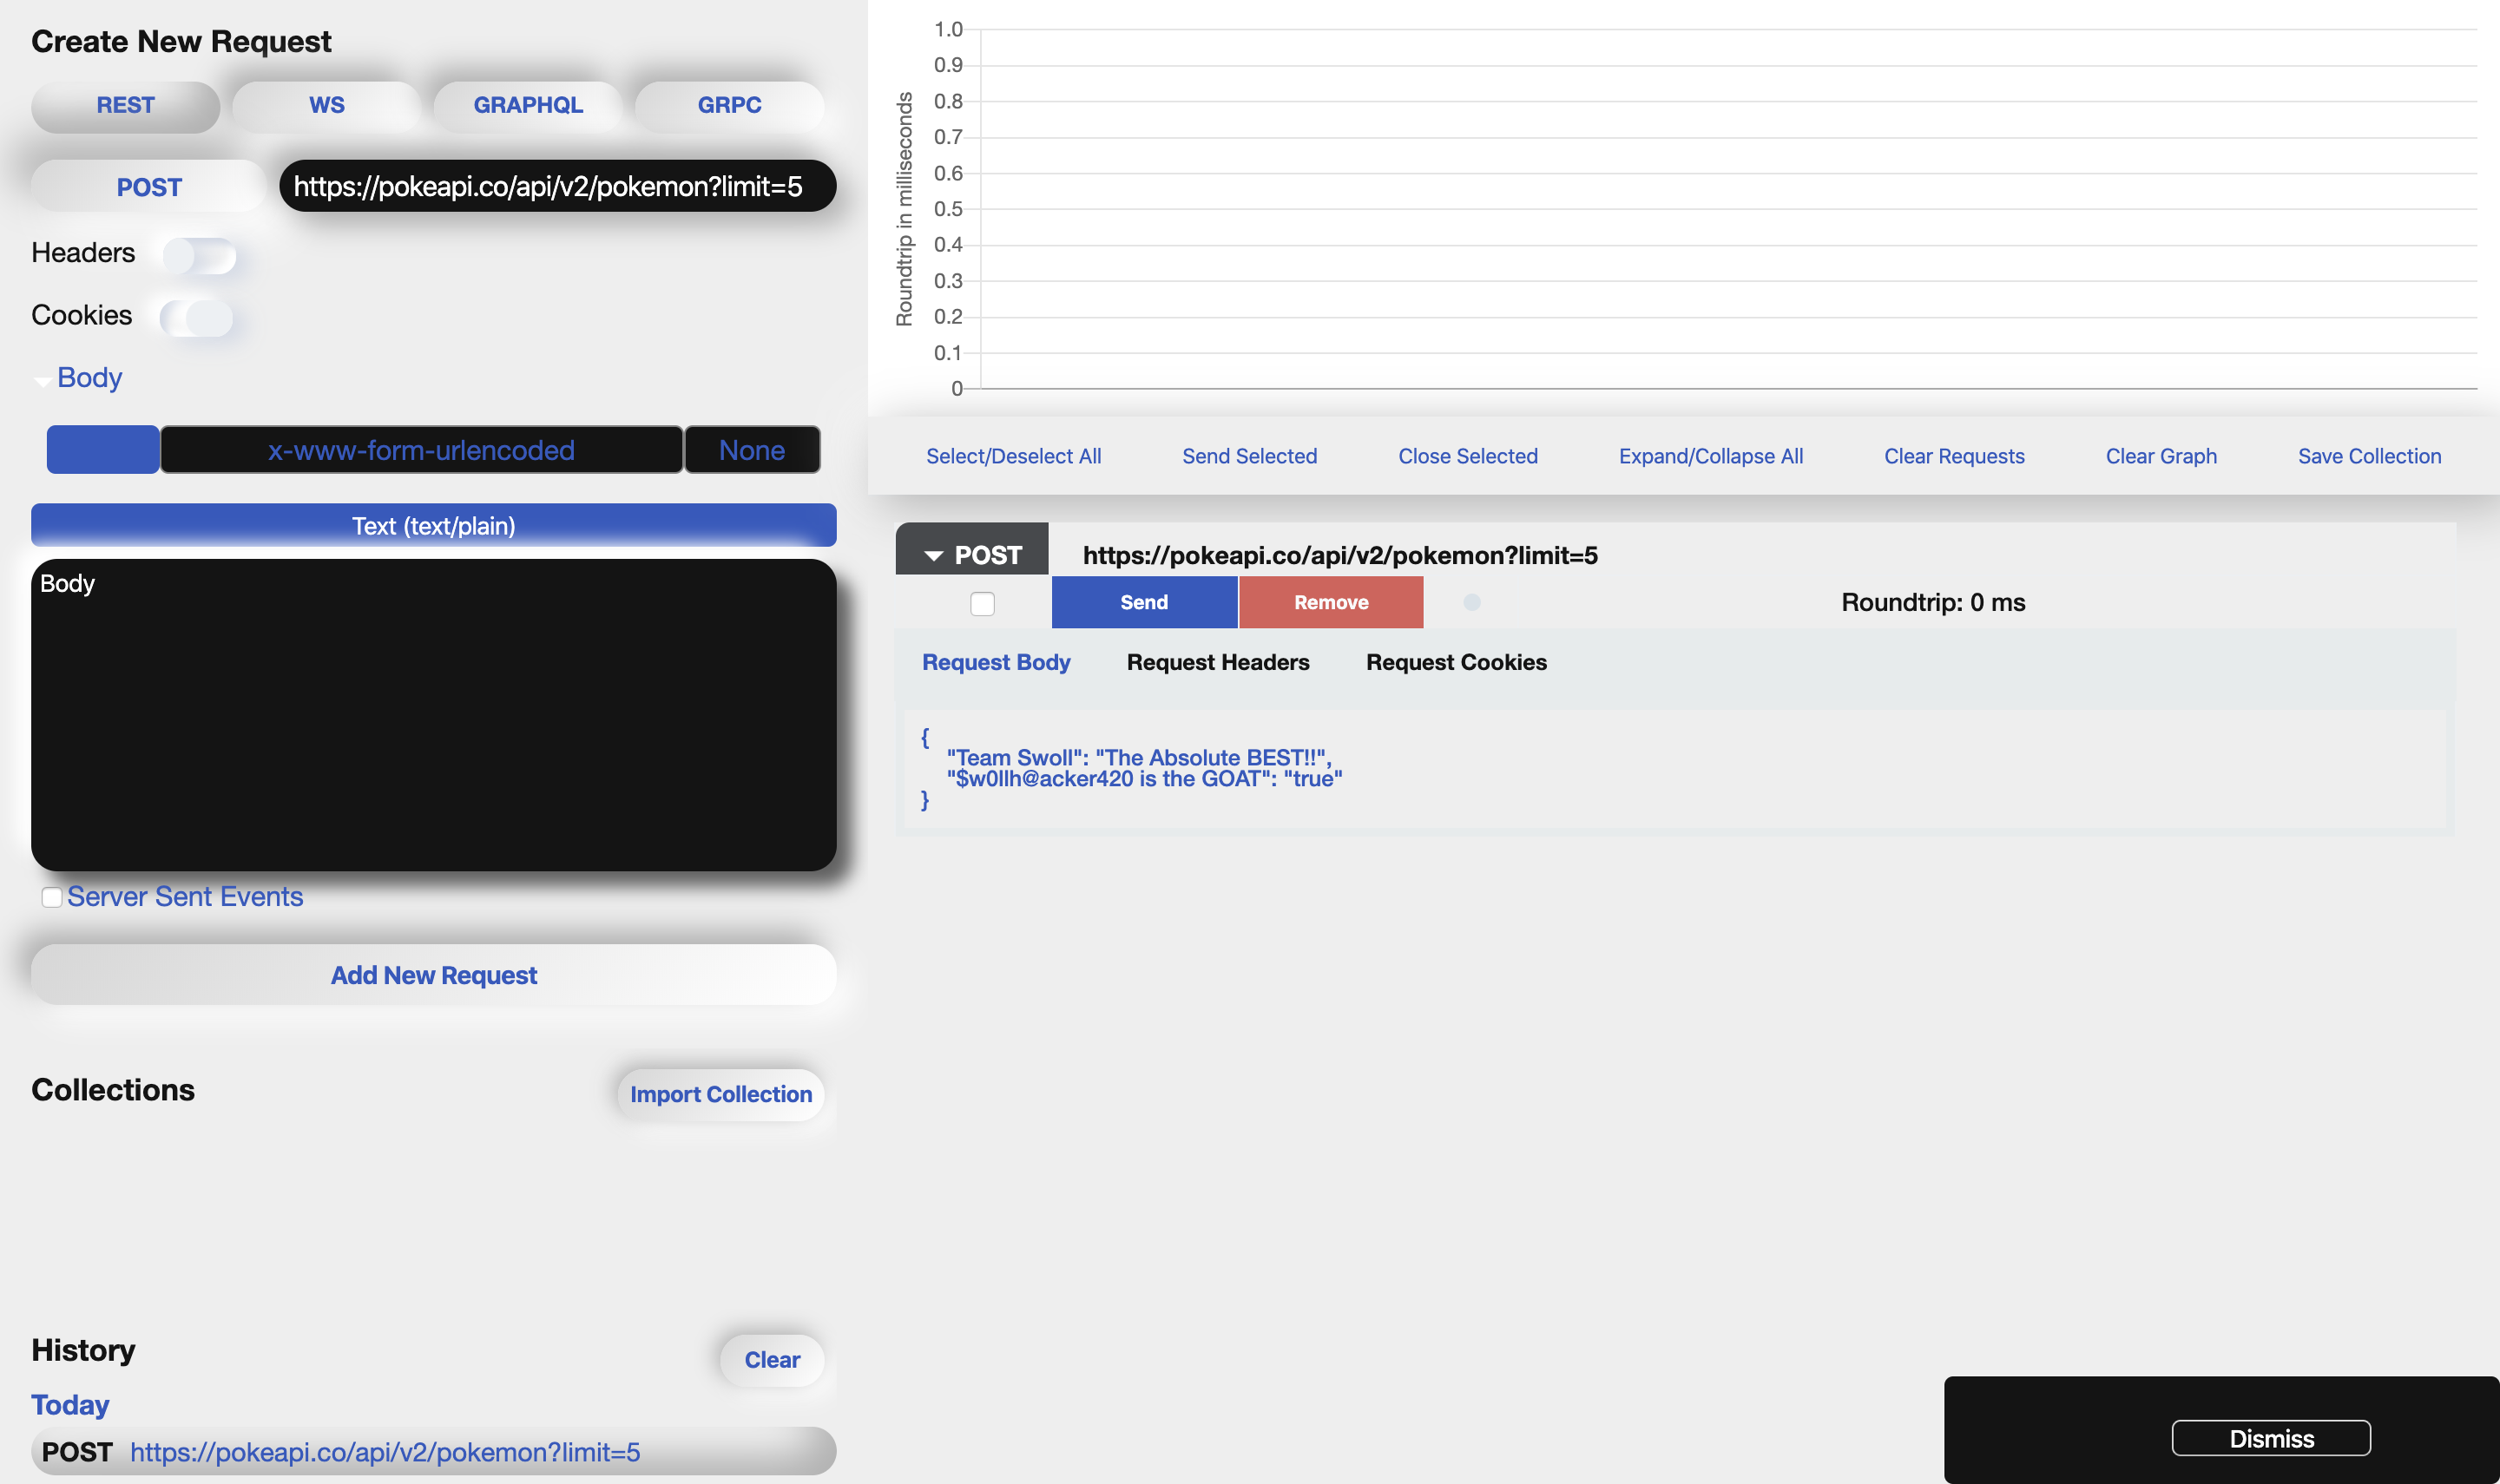 Create New Request
REST WS GRAPHQL GRPC
POST https://pokeapi.co/api/v2/pokemon?limit=5
Headers
Cookies
Body
x-www-form-urlencoded None
Text (text/plain)
Body
Server Sent Events
Add New Request
Collections Import Collection
History Clear
Today
POST https://pokeapi.co/api/v2/pokemon?limit=5
Roundtrip in milliseconds
1.0
0.9
0.8
0.7
0.6
0.5
0.4
0.3
0.2
0.1
0
Select/Deselect All Send Selected Close Selected Expand/Collapse All Clear Requests Clear Graph Save Collection
POST https://pokeapi.co/api/v2/pokemon?limit=5
Send Remove Roundtrip: 0 ms
Request Body Request Headers Request Cookies
{
"Team Swoll": "The Absolute BEST!!",
"$w0llh@acker420 is the GOAT": "true"
}
Dismiss